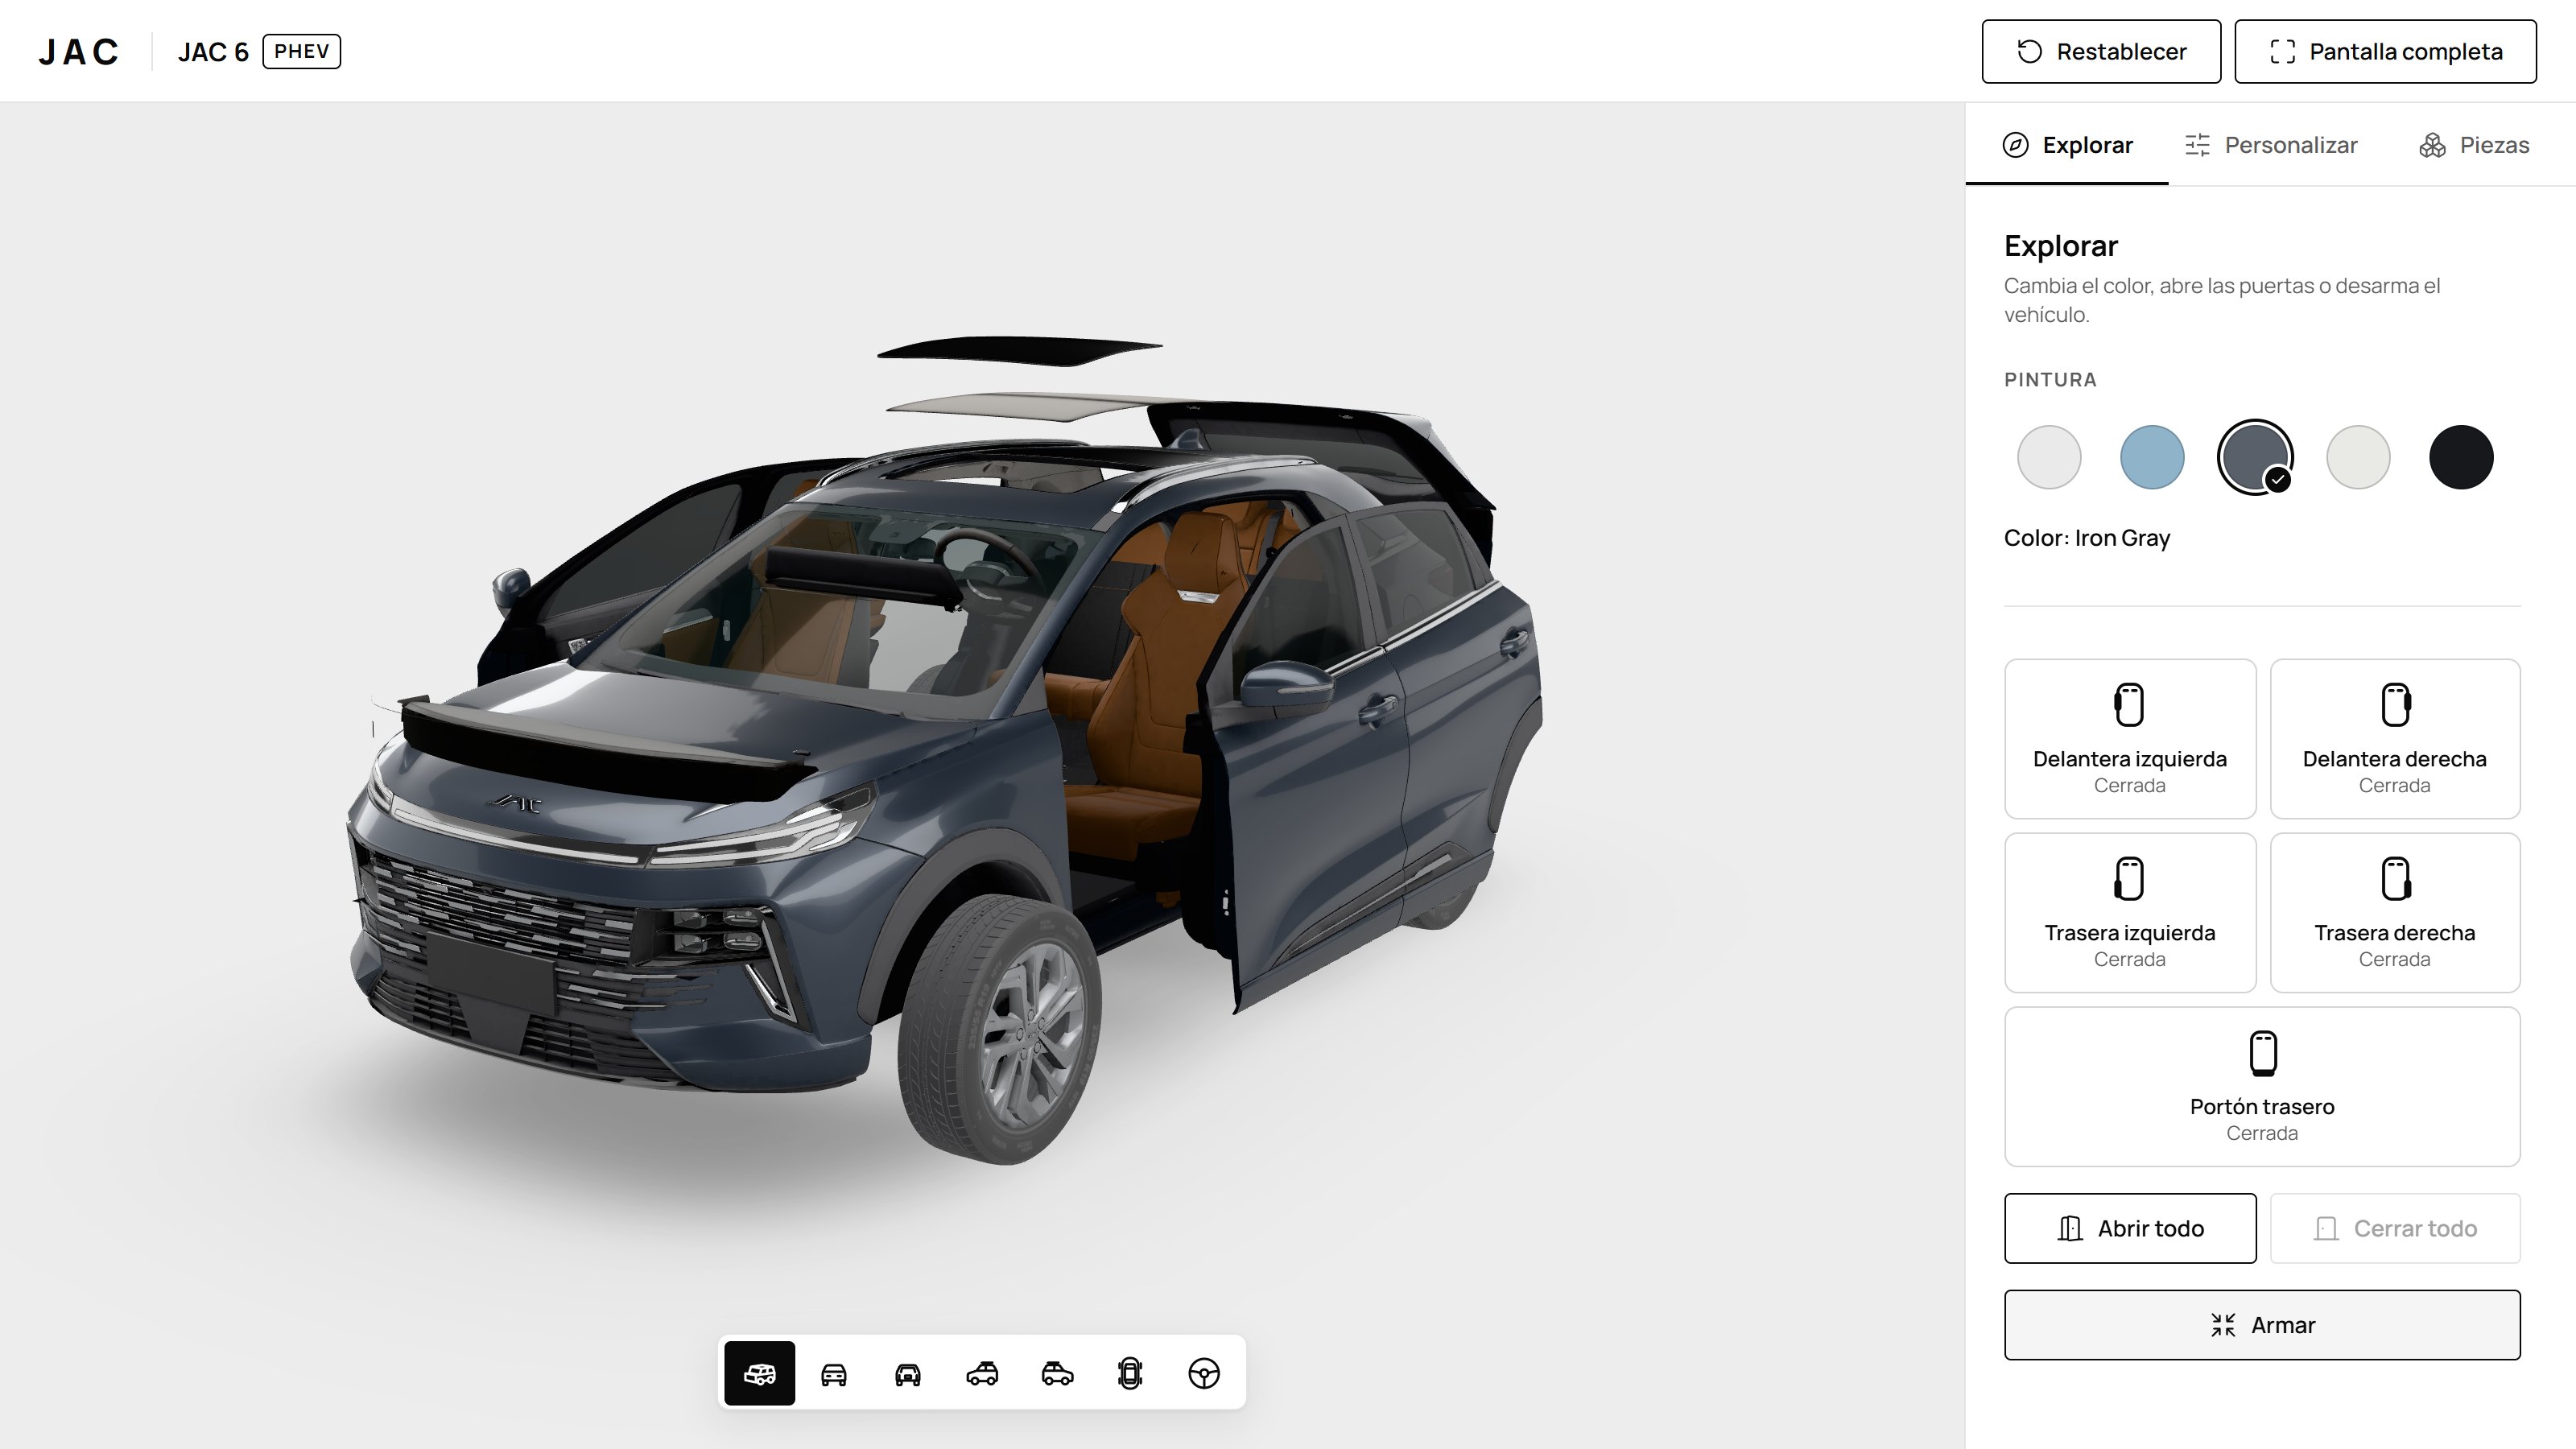 JAC
JAC 6 PHEV
Restablecer
Pantalla completa
Explorar
Personalizar
Piezas
Explorar
Cambia el color, abre las puertas o desarma el
vehículo.
PINTURA
Color: Iron Gray
Delantera izquierda
Cerrada
Delantera derecha
Cerrada
Trasera izquierda
Cerrada
Trasera derecha
Cerrada
Portón trasero
Cerrada
Abrir todo
Cerrar todo
Armar
JAC